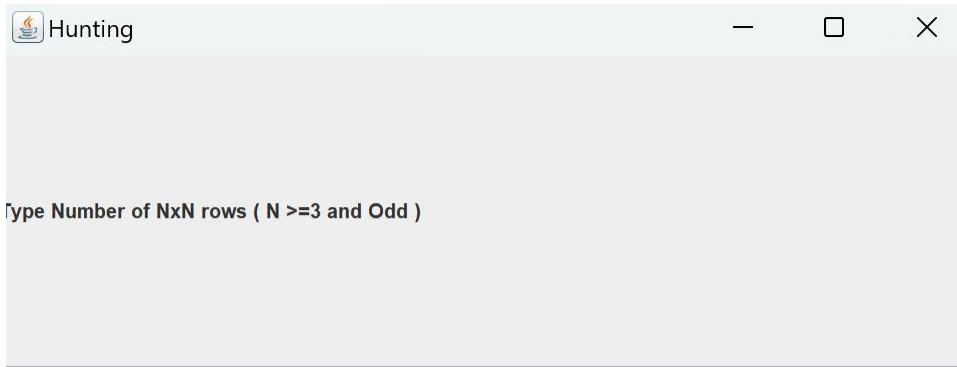 Hunting
Type Number of NxN rows ( N >=3 and Odd )